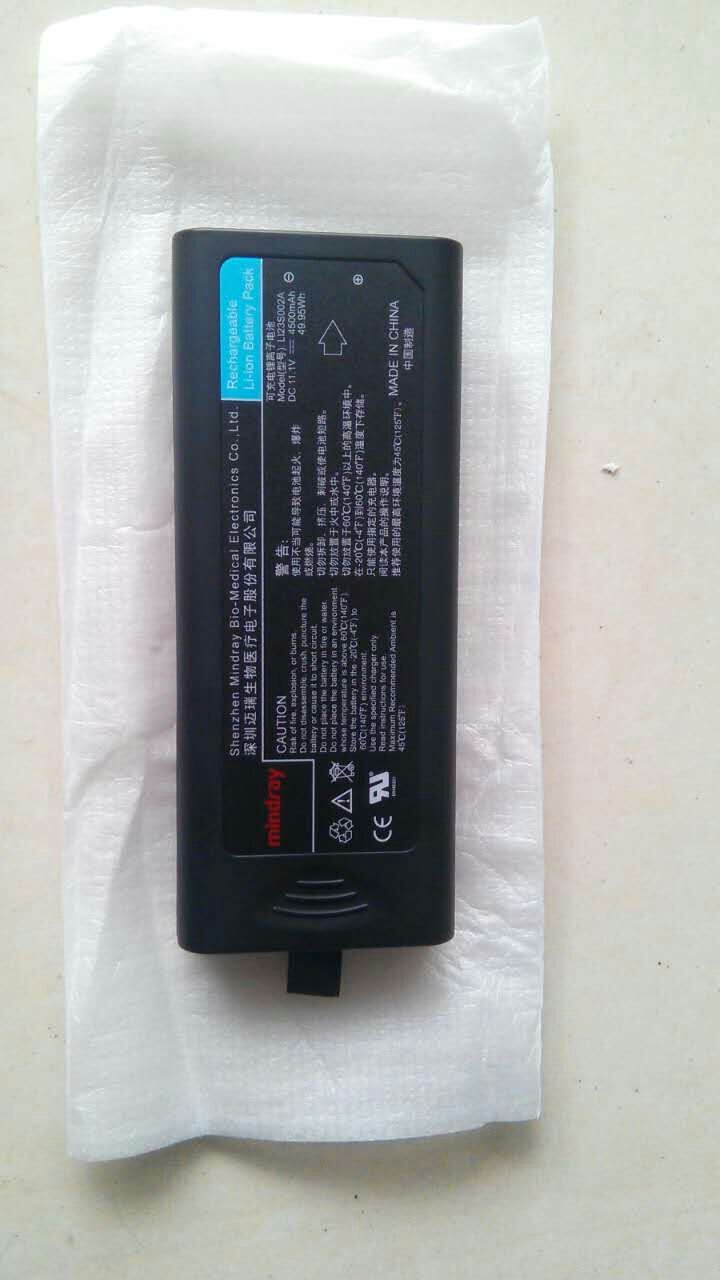 mindray
Shenzhen Mindray Bio-Medical Electronics Co.,Ltd.
深圳迈瑞生物医疗电子股份有限公司
Rechargeable
Li-ion Battery Pack
CAUTION
Risk of fire, explosion, or burns.
Do not disassemble, crush, puncture the
battery or cause it to short circuit.
Do not place the battery in fire or water.
Do not place the battery in an environment
whose temperature is above 60℃(140℉)
Store the battery in the -20℃(-4℉) to
60℃(140℉) environment.
Use the specified charger only.
Read instructions for use.
Maximum Recommended Ambient is
45℃(125℉)
警告:
使用不当可能导致电池起火、爆炸
或燃烧。
切勿拆卸、挤压、刺破或使电池短路。
切勿放置于火中或水中。
切勿放置于60℃(140℉)以上的高温环境中。
在-20℃(-4℉)到60℃(140℉)温度下存储。
只能使用指定的充电器。
阅读本产品的操作说明。
推荐使用的最高环境温度为45℃(125℉)。
可充电锂离子电池
Model(型号) LI23S002A
DC 11.1V 4500mAh
49.95Wh
MADE IN CHINA
中国制造
CE